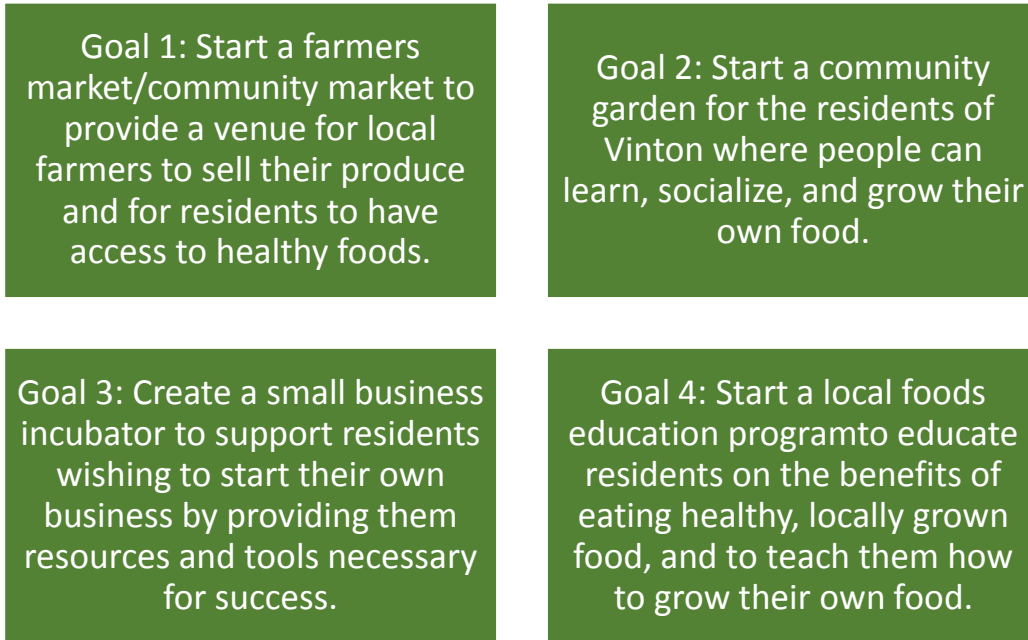 Goal 1: Start a farmers
market/community market to
provide a venue for local
farmers to sell their produce
and for residents to have
access to healthy foods.
Goal 2: Start a community
garden for the residents of
Vinton where people can
learn, socialize, and grow their
own food.
Goal 3: Create a small business
incubator to support residents
wishing to start their own
business by providing them
resources and tools necessary
for success.
Goal 4: Start a local foods
education programto educate
residents on the benefits of
eating healthy, locally grown
food, and to teach them how
to grow their own food.